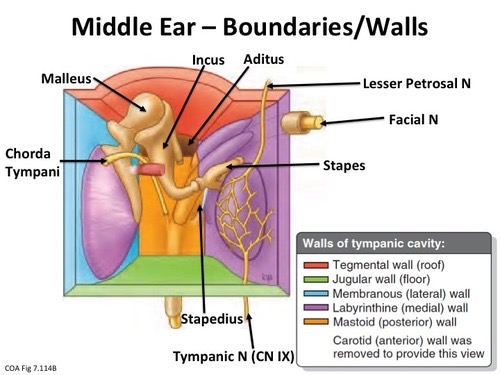 Middle Ear – Boundaries/Walls
Incus
Aditus
Malleus
Lesser Petrosal N
Facial N
Chorda
Tympani
Stapes
Walls of tympanic cavity:
Tegmental wall (roof)
Jugular wall (floor)
Membranous (lateral) wall
Labyrinthine (medial) wall
Mastoid (posterior) wall
Carotid (anterior) wall was
removed to provide this view
Stapedius
Tympanic N (CN IX)
COA Fig 7.114B